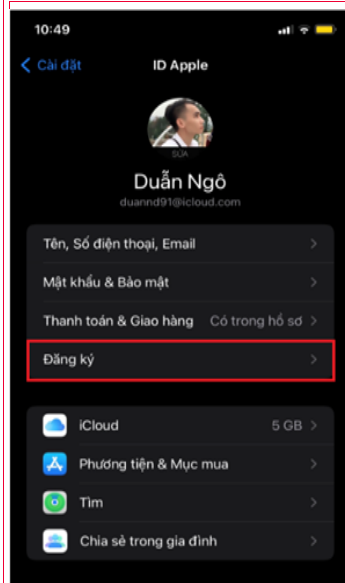 10:49
Cài đặt
ID Apple
SỬA
Duẩn Ngô
duannd91@icloud.com
Tên, Số điện thoại, Email
Mật khẩu & Bảo mật
Thanh toán & Giao hàng Có trong hồ sơ
Đăng ký
iCloud 5 GB
Phương tiện & Mục mua
Tìm
Chia sẻ trong gia đình